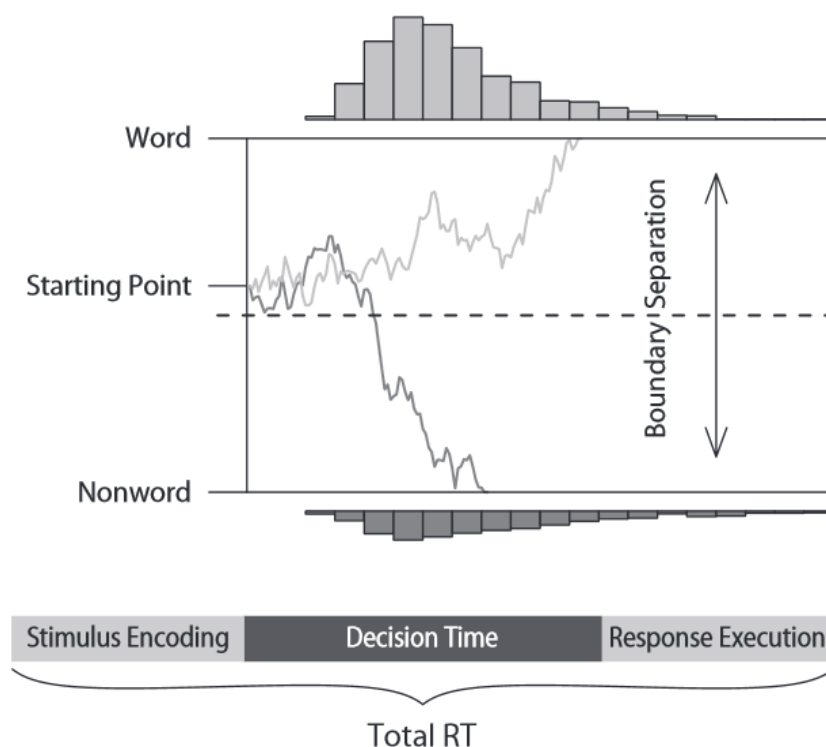 Word
Starting Point
Boundary Separation
Nonword
Stimulus Encoding
Decision Time
Response Execution
Total RT